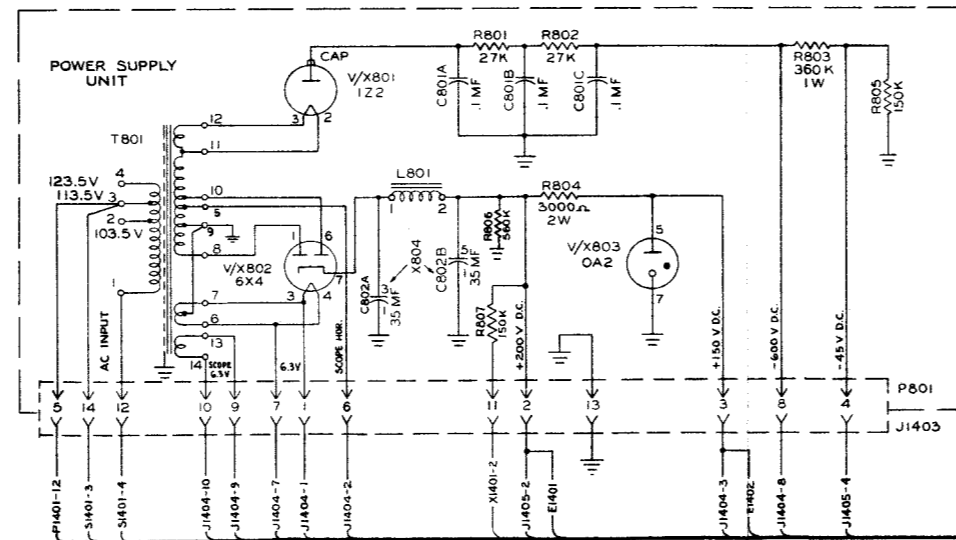 POWER SUPPLY
UNIT
CAP
V/X801
1Z2
3
2
R801
27K
R802
27K
C801A
.1 MF
C801B
.1 MF
C801C
.1 MF
R803
360K
1W
R805
150K
T801
12
11
10
5
9
8
7
6
13
14
4
123.5V
113.5V
3
2
103.5V
1
AC INPUT
V/X802
6X4
1
6
7
3
4
L801
1
2
X804
C802A
3
35 MF
C802B
5
35 MF
R806
560K
R804
3000Ω
2W
V/X803
OA2
5
7
R807
150K
SCOPE
6.3V
6.3V
SCOPE HOR.
+200 V D.C.
+150 V D.C.
-600 V D.C.
-45V D.C.
5
14
12
10
9
7
1
6
11
2
13
3
8
4
P801
J1403
P1401-12
S1401-3
S1401-4
J1404-10
J1404-9
J1404-7
J1404-1
J1404-2
X1401-2
J1405-2
E1401
J1404-3
E1402
J1404-8
J1405-4